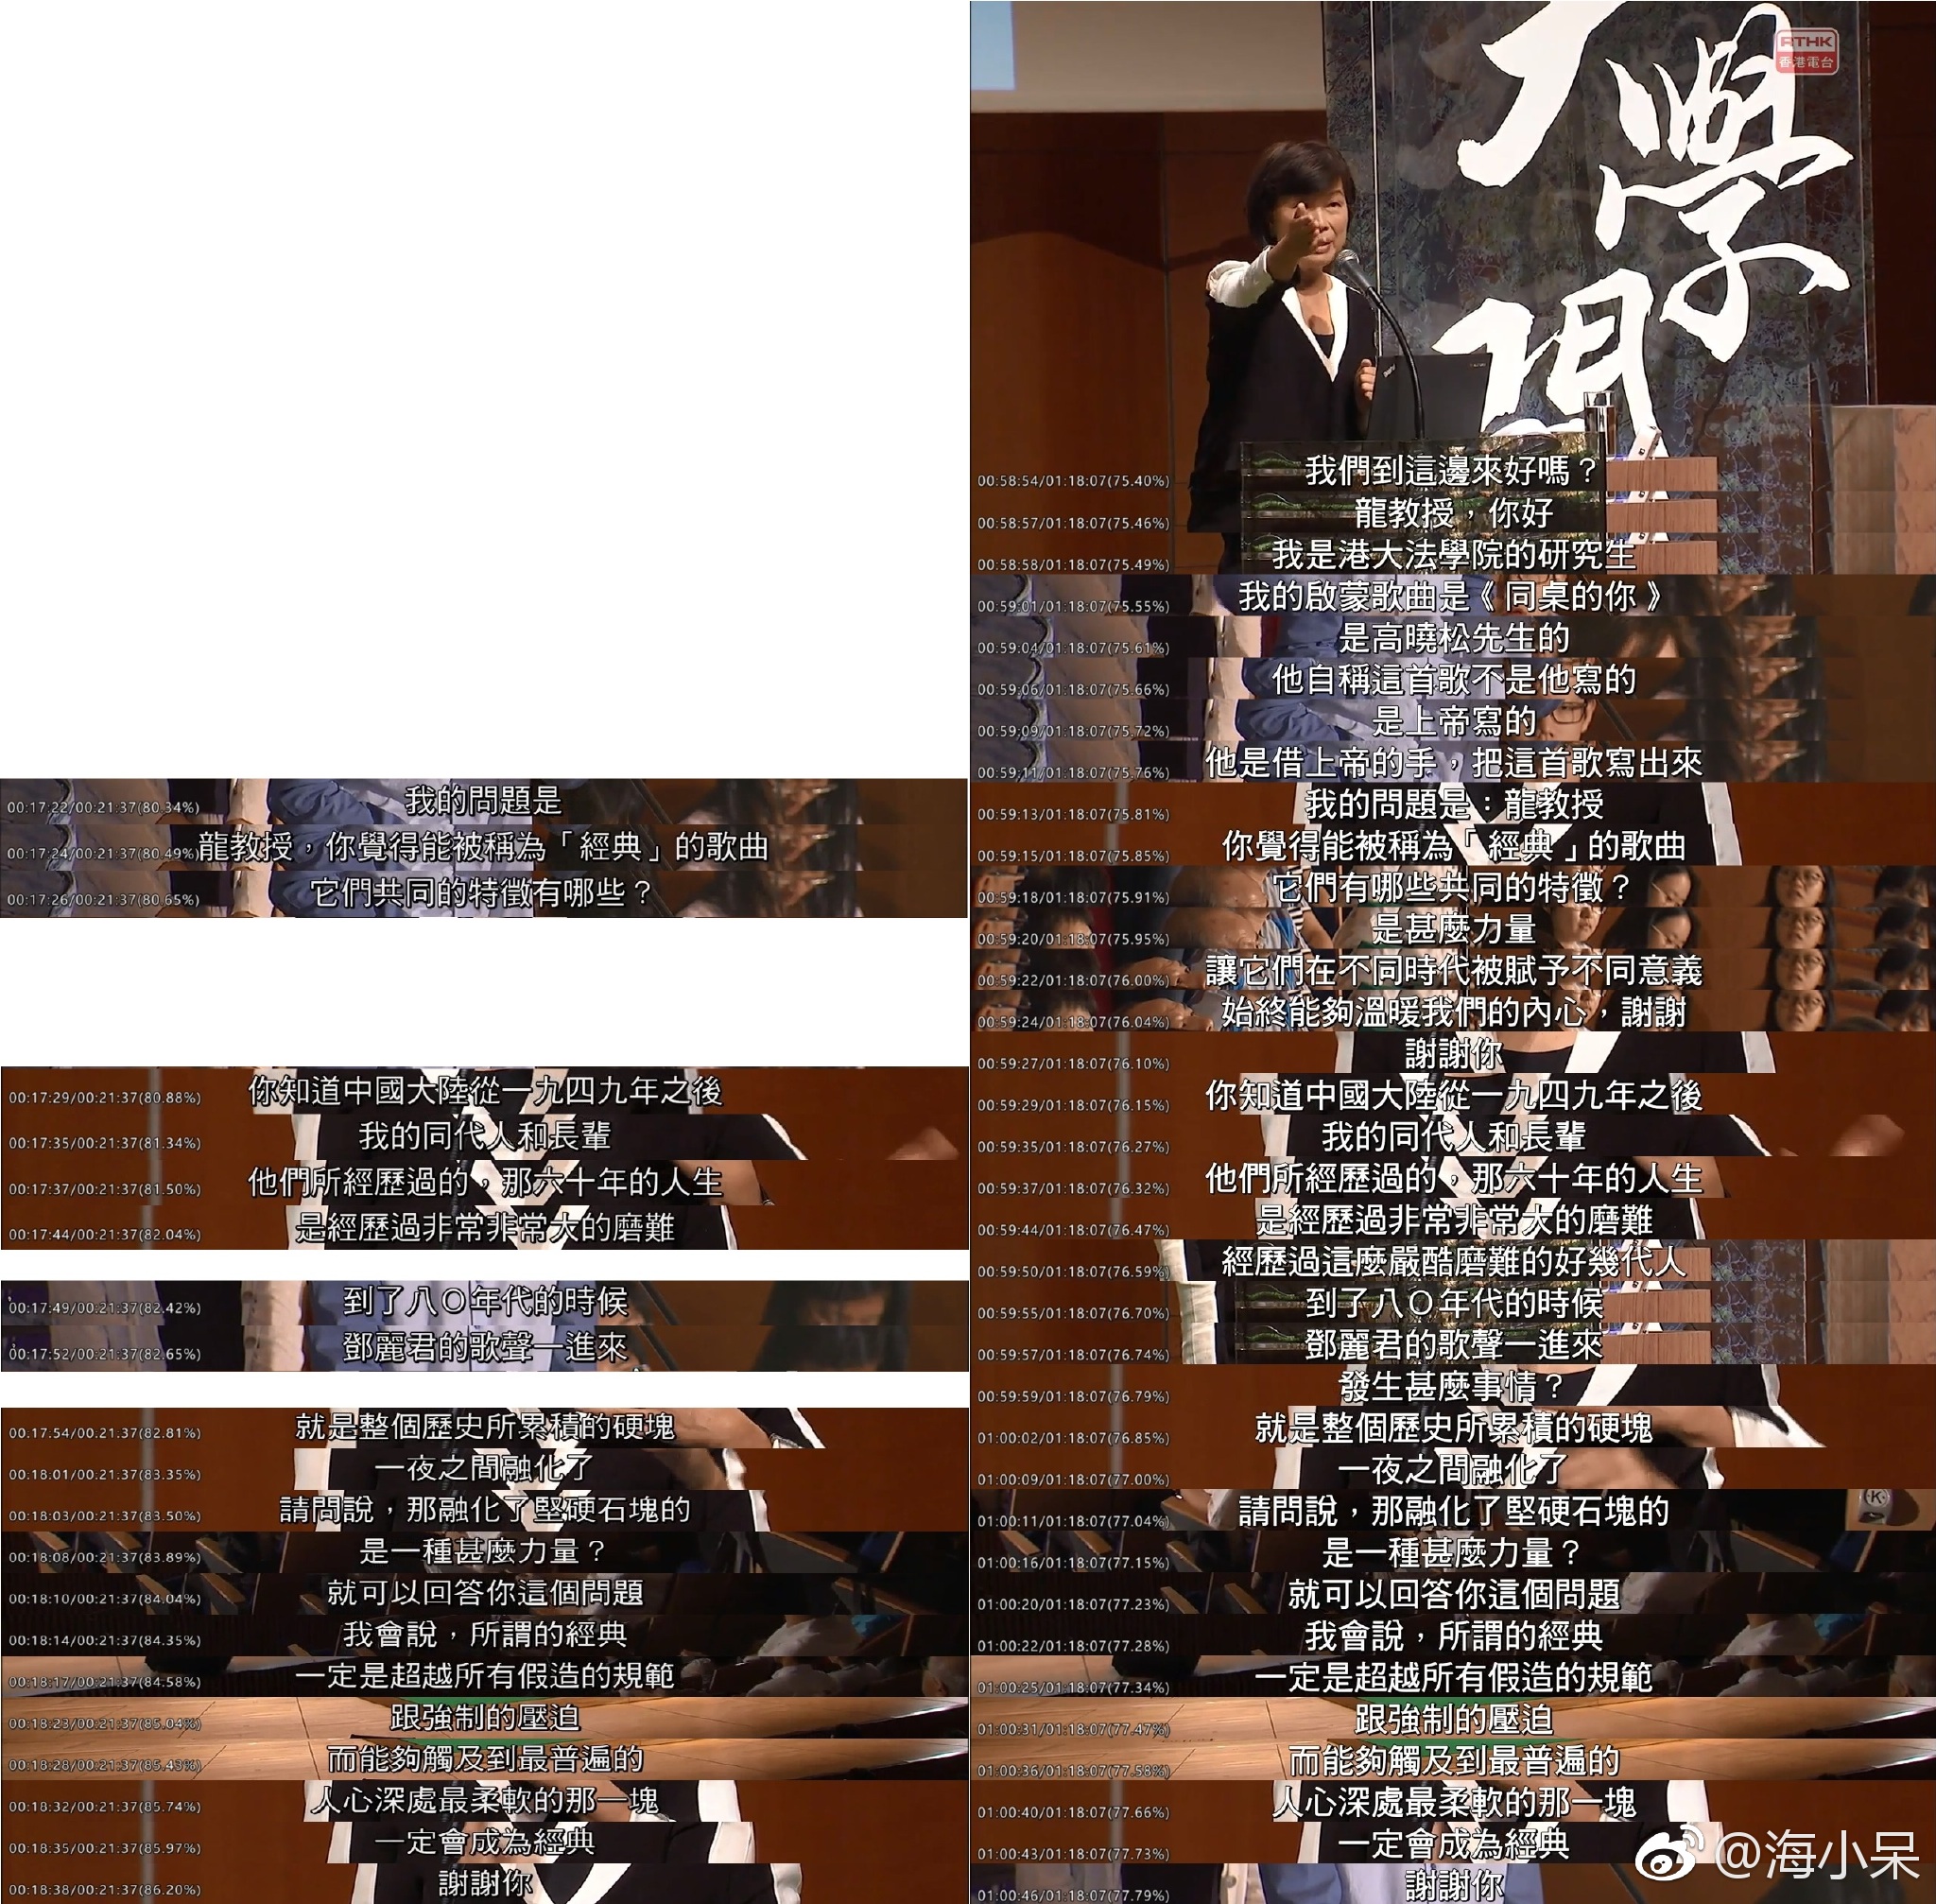 我的問題是
00:17:22/00:21:37(80.34%)
龍教授，你覺得能被稱為「經典」的歌曲
00:17:24/00:21:37(80.49%)
它們共同的特徵有哪些？
00:17:26/00:21:37(80.65%)
你知道中國大陸從一九四九年之後
00:17:29/00:21:37(80.88%)
我的同代人和長輩
00:17:35/00:21:37(81.34%)
他們所經歷過的，那六十年的人生
00:17:37/00:21:37(81.50%)
是經歷過非常非常大的磨難
00:17:44/00:21:37(82.04%)
到了八〇年代的時候
00:17:49/00:21:37(82.42%)
鄧麗君的歌聲一進來
00:17:52/00:21:37(82.65%)
就是整個歷史所累積的硬塊
00:17:54/00:21:37(82.81%)
一夜之間融化了
00:18:01/00:21:37(83.35%)
請問說，那融化了堅硬石塊的
00:18:03/00:21:37(83.50%)
是一種甚麼力量？
00:18:08/00:21:37(83.89%)
就可以回答你這個問題
00:18:10/00:21:37(84.04%)
我會說，所謂的經典
00:18:14/00:21:37(84.35%)
一定是超越所有假造的規範
00:18:17/00:21:37(84.58%)
跟強制的壓迫
00:18:23/00:21:37(85.04%)
而能夠觸及到最普遍的
00:18:28/00:21:37(85.43%)
人心深處最柔軟的那一塊
00:18:32/00:21:37(85.74%)
一定會成為經典
00:18:35/00:21:37(85.97%)
謝謝你
00:18:38/00:21:37(86.20%)
RTHK
香港電台
大學問
我們到這邊來好嗎？
00:58:54/01:18:07(75.40%)
龍教授，你好
00:58:57/01:18:07(75.46%)
我是港大法學院的研究生
00:58:58/01:18:07(75.49%)
我的啟蒙歌曲是《同桌的你》
00:59:01/01:18:07(75.55%)
是高曉松先生的
00:59:04/01:18:07(75.61%)
他自稱這首歌不是他寫的
00:59:06/01:18:07(75.66%)
是上帝寫的
00:59:09/01:18:07(75.72%)
他是借上帝的手，把這首歌寫出來
00:59:11/01:18:07(75.76%)
我的問題是：龍教授
00:59:13/01:18:07(75.81%)
你覺得能被稱為「經典」的歌曲
00:59:15/01:18:07(75.85%)
它們有哪些共同的特徵？
00:59:18/01:18:07(75.91%)
是甚麼力量
00:59:20/01:18:07(75.95%)
讓它們在不同時代被賦予不同意義
00:59:22/01:18:07(76.00%)
始終能夠溫暖我們的內心，謝謝
00:59:24/01:18:07(76.04%)
謝謝你
00:59:27/01:18:07(76.10%)
你知道中國大陸從一九四九年之後
00:59:29/01:18:07(76.15%)
我的同代人和長輩
00:59:35/01:18:07(76.27%)
他們所經歷過的，那六十年的人生
00:59:37/01:18:07(76.32%)
是經歷過非常非常大的磨難
00:59:44/01:18:07(76.47%)
經歷過這麼嚴酷磨難的好幾代人
00:59:50/01:18:07(76.59%)
到了八〇年代的時候
00:59:55/01:18:07(76.70%)
鄧麗君的歌聲一進來
00:59:57/01:18:07(76.74%)
發生甚麼事情？
00:59:59/01:18:07(76.79%)
就是整個歷史所累積的硬塊
01:00:02/01:18:07(76.85%)
一夜之間融化了
01:00:09/01:18:07(77.00%)
請問說，那融化了堅硬石塊的
01:00:11/01:18:07(77.04%)
是一種甚麼力量？
01:00:16/01:18:07(77.15%)
就可以回答你這個問題
01:00:20/01:18:07(77.23%)
我會說，所謂的經典
01:00:22/01:18:07(77.28%)
一定是超越所有假造的規範
01:00:25/01:18:07(77.34%)
跟強制的壓迫
01:00:31/01:18:07(77.47%)
而能夠觸及到最普遍的
01:00:36/01:18:07(77.58%)
人心深處最柔軟的那一塊
01:00:40/01:18:07(77.66%)
一定會成為經典
01:00:43/01:18:07(77.73%)
謝謝你
01:00:46/01:18:07(77.79%)
@海小呆